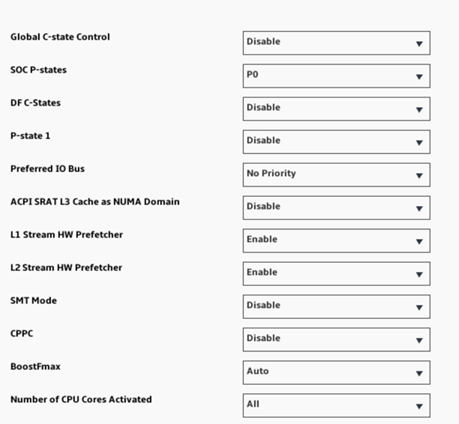 Global C-state Control Disable
SOC P-states P0
DF C-States Disable
P-state 1 Disable
Preferred IO Bus No Priority
ACPI SRAT L3 Cache as NUMA Domain Disable
L1 Stream HW Prefetcher Enable
L2 Stream HW Prefetcher Enable
SMT Mode Disable
CPPC Disable
BoostFmax Auto
Number of CPU Cores Activated All